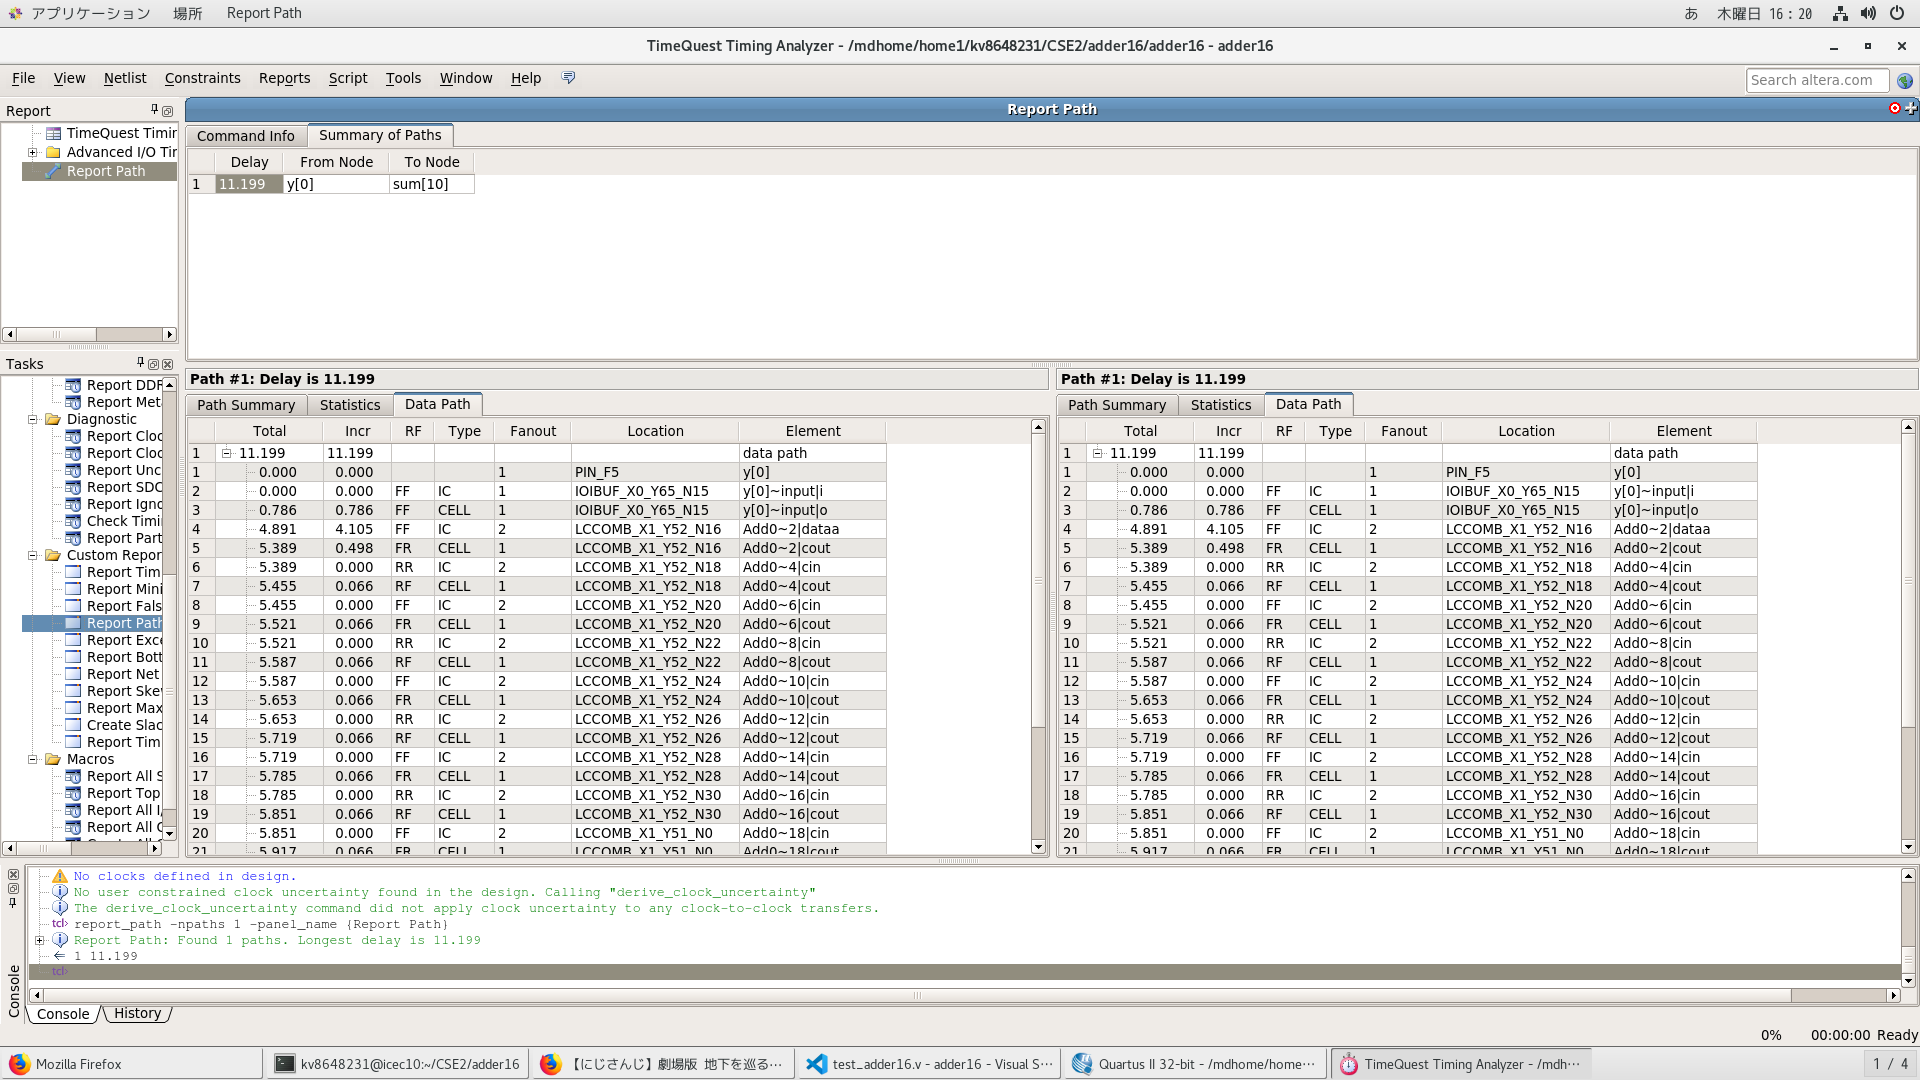 アプリケーション 場所 Report Path あ 木曜日 16:20
TimeQuest Timing Analyzer - /mdhome/home1/kv8648231/CSE2/adder16/adder16 - adder16
File View Netlist Constraints Reports Script Tools Window Help Search altera.com
Report
TimeQuest Timir
Advanced I/O Tir
Report Path
Report Path
Command Info Summary of Paths
Delay From Node To Node
1 11.199 y[0] sum[10]
Tasks
Report DDR
Report Met
Diagnostic
Report Cloc
Report Cloc
Report Unc
Report SDC
Report Igno
Check Timi
Report Part
Custom Repor
Report Tim
Report Mini
Report Fals
Report Path
Report Exce
Report Bott
Report Net
Report Ske
Report Max
Create Slac
Report Tim
Macros
Report All S
Report Top
Report All I/
Report All C
Path #1: Delay is 11.199
Path Summary Statistics Data Path
Total Incr RF Type Fanout Location Element
1 11.199 11.199 data path
1 0.000 0.000 1 PIN_F5 y[0]
2 0.000 0.000 FF IC 1 IOIBUF_X0_Y65_N15 y[0]~input|i
3 0.786 0.786 FF CELL 1 IOIBUF_X0_Y65_N15 y[0]~input|o
4 4.891 4.105 FF IC 2 LCCOMB_X1_Y52_N16 Add0~2|dataa
5 5.389 0.498 FR CELL 1 LCCOMB_X1_Y52_N16 Add0~2|cout
6 5.389 0.000 RR IC 2 LCCOMB_X1_Y52_N18 Add0~4|cin
7 5.455 0.066 RF CELL 1 LCCOMB_X1_Y52_N18 Add0~4|cout
8 5.455 0.000 FF IC 2 LCCOMB_X1_Y52_N20 Add0~6|cin
9 5.521 0.066 FR CELL 1 LCCOMB_X1_Y52_N20 Add0~6|cout
10 5.521 0.000 RR IC 2 LCCOMB_X1_Y52_N22 Add0~8|cin
11 5.587 0.066 RF CELL 1 LCCOMB_X1_Y52_N22 Add0~8|cout
12 5.587 0.000 FF IC 2 LCCOMB_X1_Y52_N24 Add0~10|cin
13 5.653 0.066 FR CELL 1 LCCOMB_X1_Y52_N24 Add0~10|cout
14 5.653 0.000 RR IC 2 LCCOMB_X1_Y52_N26 Add0~12|cin
15 5.719 0.066 RF CELL 1 LCCOMB_X1_Y52_N26 Add0~12|cout
16 5.719 0.000 FF IC 2 LCCOMB_X1_Y52_N28 Add0~14|cin
17 5.785 0.066 FR CELL 1 LCCOMB_X1_Y52_N28 Add0~14|cout
18 5.785 0.000 RR IC 2 LCCOMB_X1_Y52_N30 Add0~16|cin
19 5.851 0.066 RF CELL 1 LCCOMB_X1_Y52_N30 Add0~16|cout
20 5.851 0.000 FF IC 2 LCCOMB_X1_Y51_N0 Add0~18|cin
21 5.917 0.066 FR CELL 1 LCCOMB_X1_Y51_N0 Add0~18|cout
Path #1: Delay is 11.199
Path Summary Statistics Data Path
Total Incr RF Type Fanout Location Element
1 11.199 11.199 data path
1 0.000 0.000 1 PIN_F5 y[0]
2 0.000 0.000 FF IC 1 IOIBUF_X0_Y65_N15 y[0]~input|i
3 0.786 0.786 FF CELL 1 IOIBUF_X0_Y65_N15 y[0]~input|o
4 4.891 4.105 FF IC 2 LCCOMB_X1_Y52_N16 Add0~2|dataa
5 5.389 0.498 FR CELL 1 LCCOMB_X1_Y52_N16 Add0~2|cout
6 5.389 0.000 RR IC 2 LCCOMB_X1_Y52_N18 Add0~4|cin
7 5.455 0.066 RF CELL 1 LCCOMB_X1_Y52_N18 Add0~4|cout
8 5.455 0.000 FF IC 2 LCCOMB_X1_Y52_N20 Add0~6|cin
9 5.521 0.066 FR CELL 1 LCCOMB_X1_Y52_N20 Add0~6|cout
10 5.521 0.000 RR IC 2 LCCOMB_X1_Y52_N22 Add0~8|cin
11 5.587 0.066 RF CELL 1 LCCOMB_X1_Y52_N22 Add0~8|cout
12 5.587 0.000 FF IC 2 LCCOMB_X1_Y52_N24 Add0~10|cin
13 5.653 0.066 FR CELL 1 LCCOMB_X1_Y52_N24 Add0~10|cout
14 5.653 0.000 RR IC 2 LCCOMB_X1_Y52_N26 Add0~12|cin
15 5.719 0.066 RF CELL 1 LCCOMB_X1_Y52_N26 Add0~12|cout
16 5.719 0.000 FF IC 2 LCCOMB_X1_Y52_N28 Add0~14|cin
17 5.785 0.066 FR CELL 1 LCCOMB_X1_Y52_N28 Add0~14|cout
18 5.785 0.000 RR IC 2 LCCOMB_X1_Y52_N30 Add0~16|cin
19 5.851 0.066 RF CELL 1 LCCOMB_X1_Y52_N30 Add0~16|cout
20 5.851 0.000 FF IC 2 LCCOMB_X1_Y51_N0 Add0~18|cin
21 5.917 0.066 FR CELL 1 LCCOMB_X1_Y51_N0 Add0~18|cout
No clocks defined in design.
No user constrained clock uncertainty found in the design. Calling "derive_clock_uncertainty"
The derive_clock_uncertainty command did not apply clock uncertainty to any clock-to-clock transfers.
tcl> report_path -npaths 1 -panel_name {Report Path}
Report Path: Found 1 paths. Longest delay is 11.199
1 11.199
tcl>
Console
Console History
0% 00:00:00 Ready
Mozilla Firefox kv8648231@icec10:~/CSE2/adder16 【にじさんじ】劇場版 地下を巡る… test_adder16.v - adder16 - Visual S… Quartus II 32-bit - /mdhome/home… TimeQuest Timing Analyzer - /mdh… 1 / 4